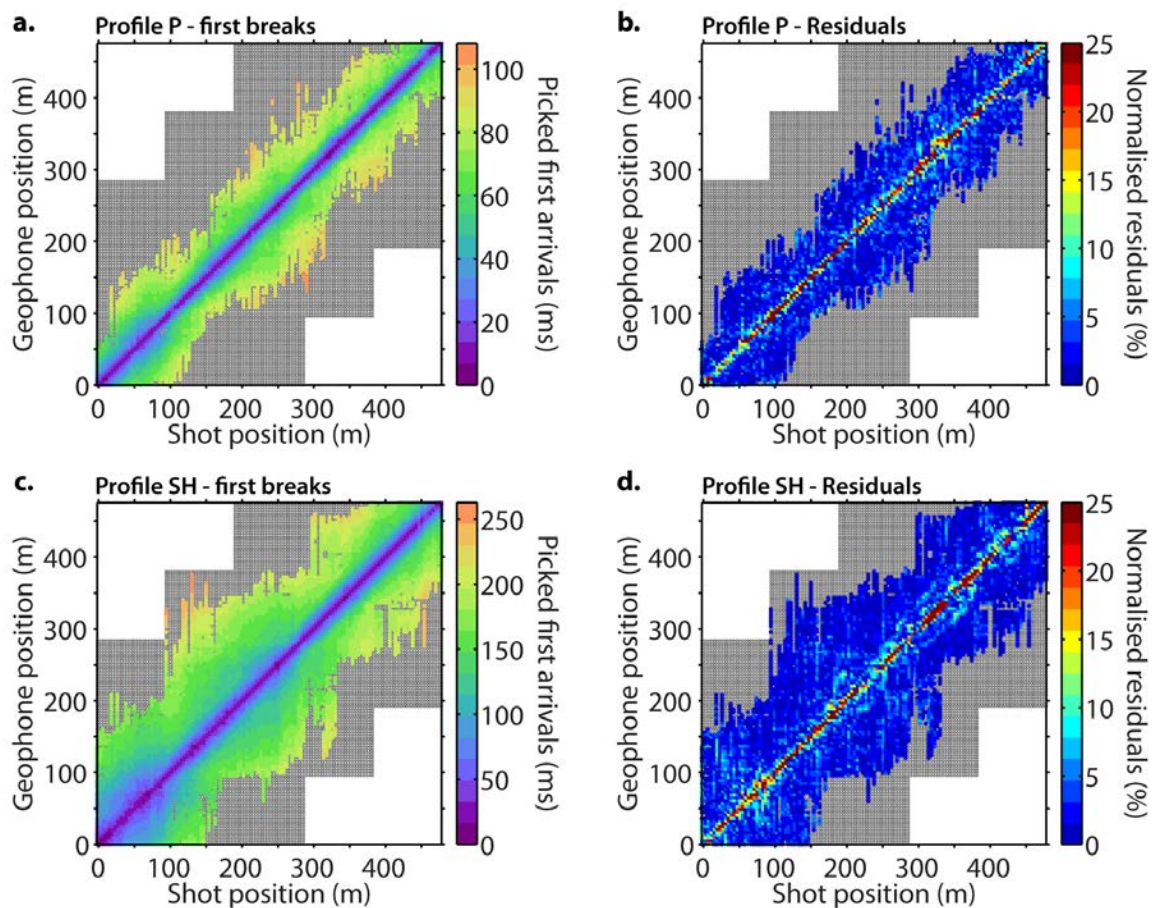 a. Profile P - first breaks
Geophone position (m)
400
300
200
100
0
0 100 200 300 400
Shot position (m)
100
80
60
40
20
0
Picked first arrivals (ms)
b. Profile P - Residuals
Geophone position (m)
400
300
200
100
0
0 100 200 300 400
Shot position (m)
25
20
15
10
5
0
Normalised residuals (%)
c. Profile SH - first breaks
Geophone position (m)
400
300
200
100
0
0 100 200 300 400
Shot position (m)
250
200
150
100
50
0
Picked first arrivals (ms)
d. Profile SH - Residuals
Geophone position (m)
400
300
200
100
0
0 100 200 300 400
Shot position (m)
25
20
15
10
5
0
Normalised residuals (%)